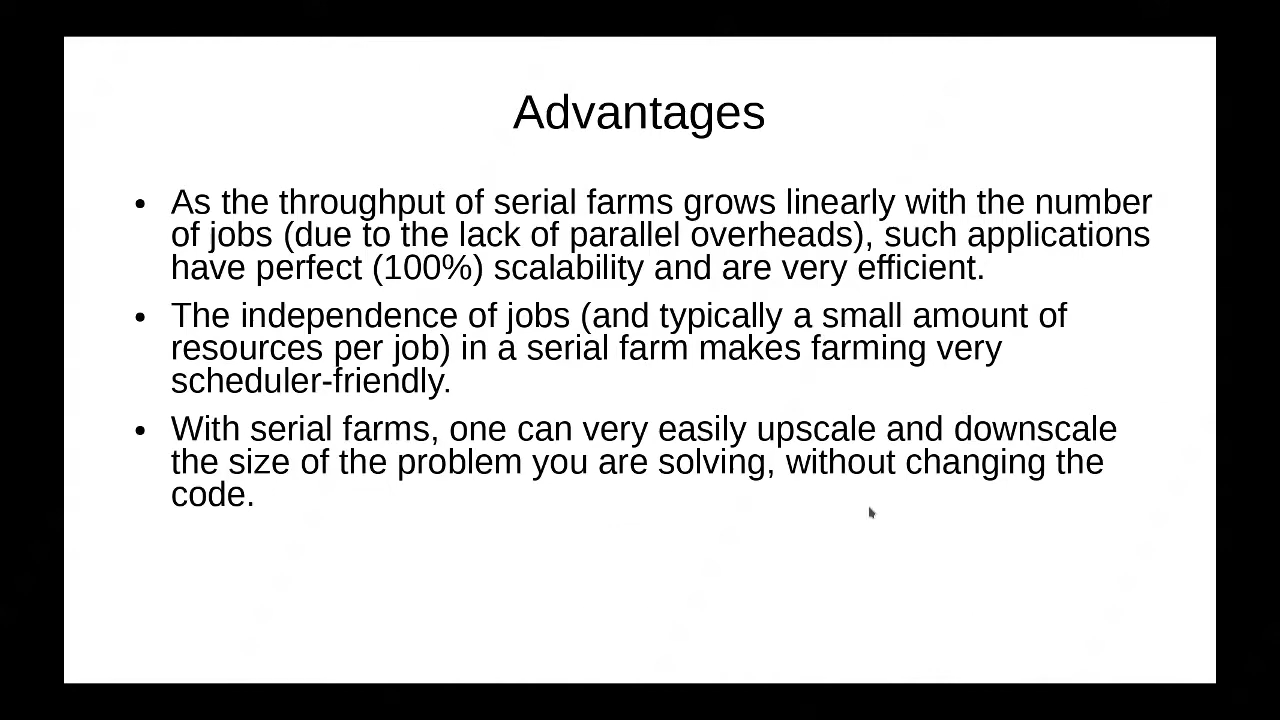 Advantages
• As the throughput of serial farms grows linearly with the number
of jobs (due to the lack of parallel overheads), such applications
have perfect (100%) scalability and are very efficient.
• The independence of jobs (and typically a small amount of
resources per job) in a serial farm makes farming very
scheduler-friendly.
• With serial farms, one can very easily upscale and downscale
the size of the problem you are solving, without changing the
code.